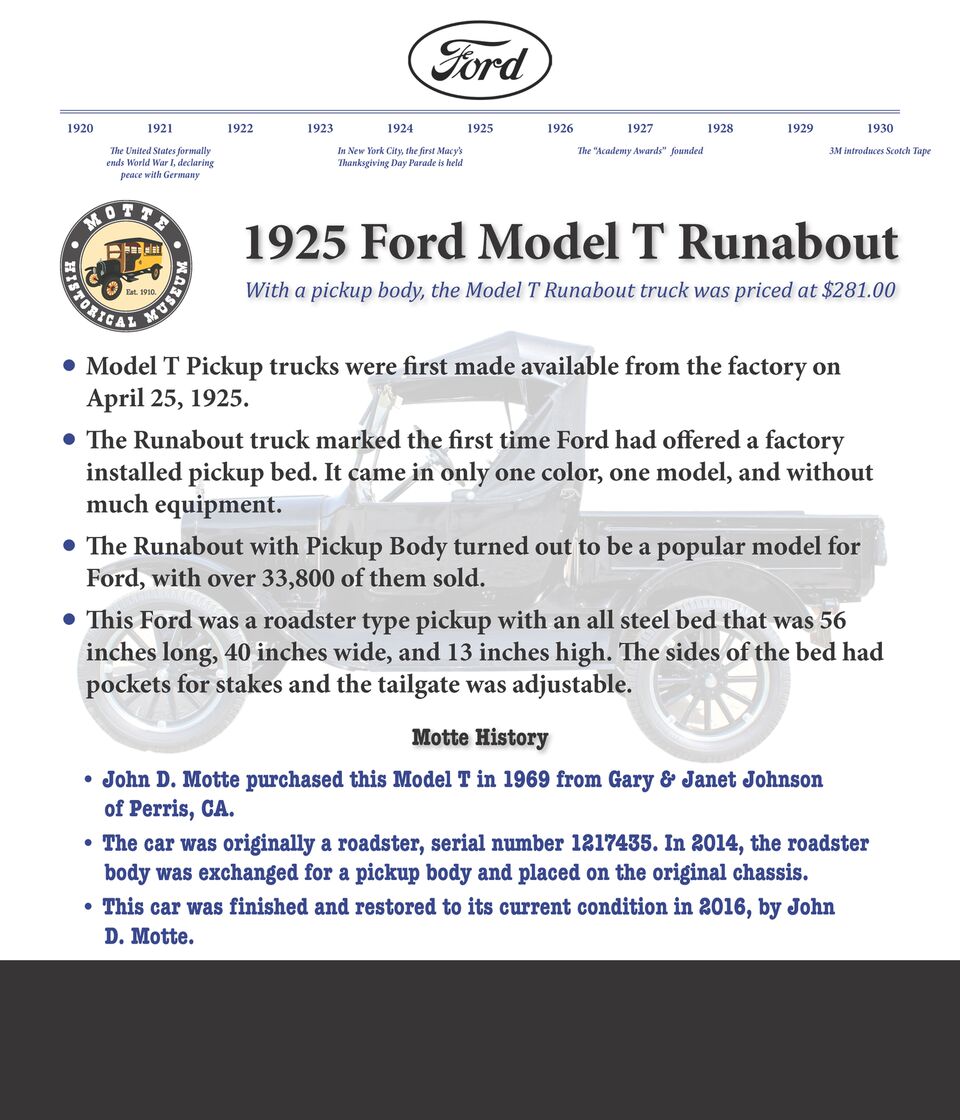 Ford
1920 1921 1922 1923 1924 1925 1926 1927 1928 1929 1930
The United States formally
ends World War I, declaring
peace with Germany
In New York City, the first Macy's
Thanksgiving Day Parade is held
The “Academy Awards” founded
3M introduces Scotch Tape
MOTTE
HISTORICAL MUSEUM
Est. 1910.
1925 Ford Model T Runabout
With a pickup body, the Model T Runabout truck was priced at $281.00
• Model T Pickup trucks were first made available from the factory on
April 25, 1925.
• The Runabout truck marked the first time Ford had offered a factory
installed pickup bed. It came in only one color, one model, and without
much equipment.
• The Runabout with Pickup Body turned out to be a popular model for
Ford, with over 33,800 of them sold.
• This Ford was a roadster type pickup with an all steel bed that was 56
inches long, 40 inches wide, and 13 inches high. The sides of the bed had
pockets for stakes and the tailgate was adjustable.
Motte History
• John D. Motte purchased this Model T in 1969 from Gary & Janet Johnson
of Perris, CA.
• The car was originally a roadster, serial number 1217435. In 2014, the roadster
body was exchanged for a pickup body and placed on the original chassis.
• This car was finished and restored to its current condition in 2016, by John
D. Motte.